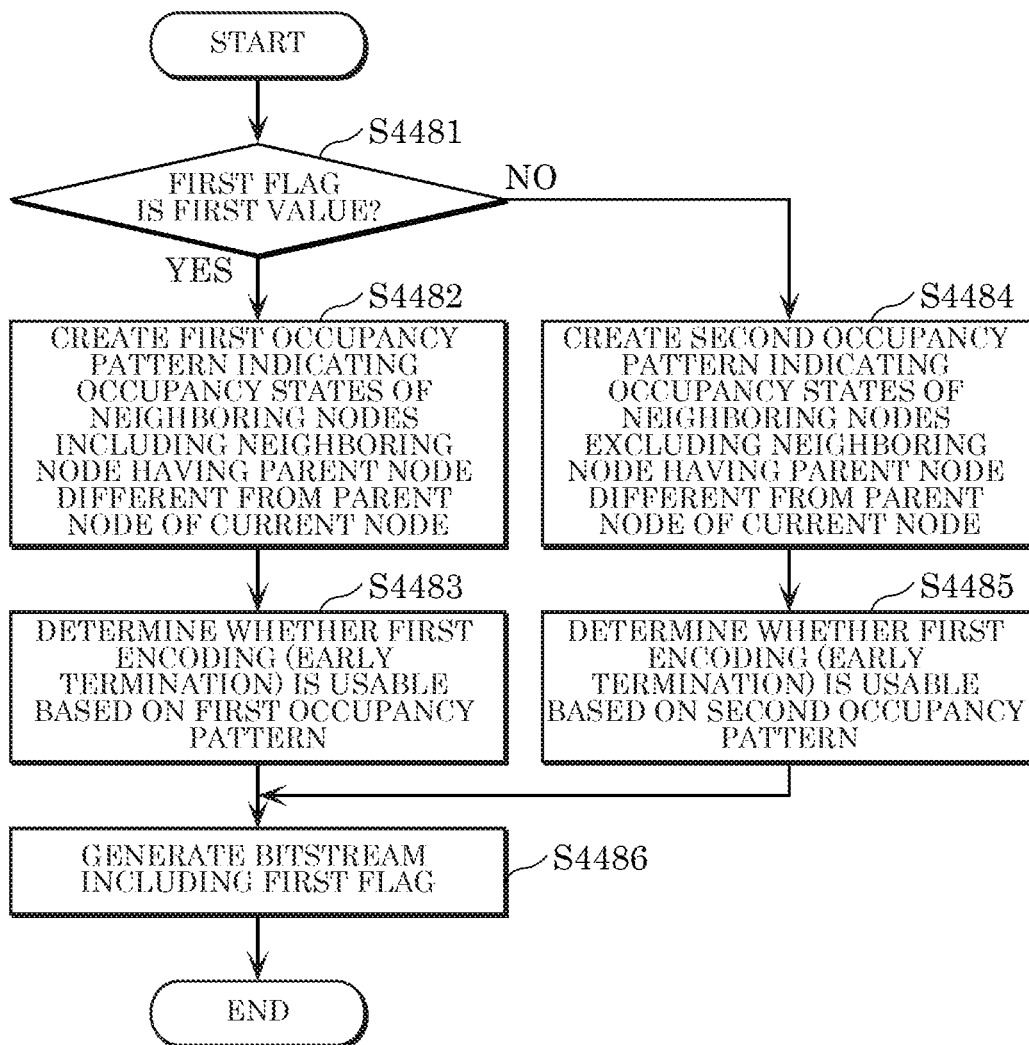 START
S4481
FIRST FLAG
IS FIRST VALUE?
NO
YES
S4482
CREATE FIRST OCCUPANCY
PATTERN INDICATING
OCCUPANCY STATES OF
NEIGHBORING NODES
INCLUDING NEIGHBORING
NODE HAVING PARENT NODE
DIFFERENT FROM PARENT
NODE OF CURRENT NODE
S4484
CREATE SECOND OCCUPANCY
PATTERN INDICATING
OCCUPANCY STATES OF
NEIGHBORING NODES
EXCLUDING NEIGHBORING
NODE HAVING PARENT NODE
DIFFERENT FROM PARENT
NODE OF CURRENT NODE
S4483
DETERMINE WHETHER FIRST
ENCODING (EARLY
TERMINATION) IS USABLE
BASED ON FIRST OCCUPANCY
PATTERN
S4485
DETERMINE WHETHER FIRST
ENCODING (EARLY
TERMINATION) IS USABLE
BASED ON SECOND OCCUPANCY
PATTERN
GENERATE BITSTREAM
INCLUDING FIRST FLAG
S4486
END